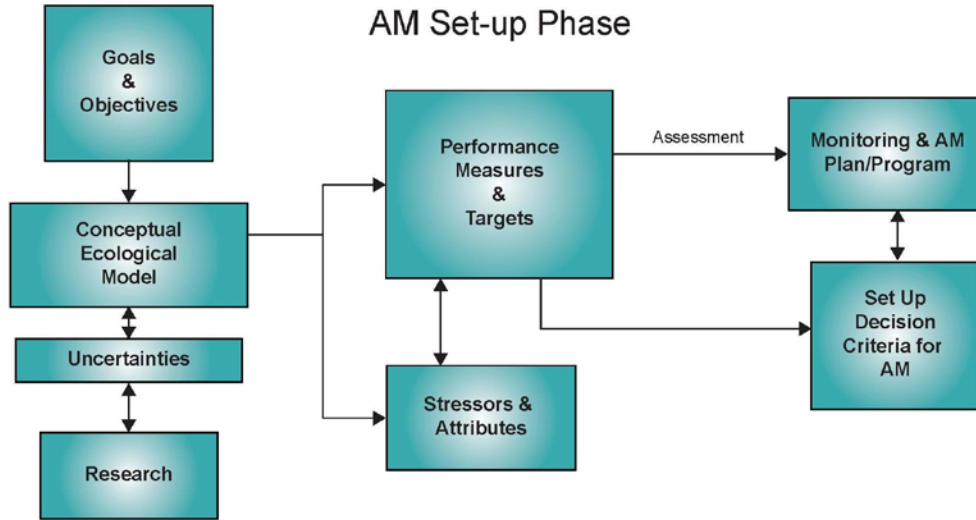 AM Set-up Phase
Goals
&
Objectives
Conceptual
Ecological
Model
Uncertainties
Research
Performance
Measures
&
Targets
Stressors &
Attributes
Assessment
Monitoring & AM
Plan/Program
Set Up
Decision
Criteria for
AM